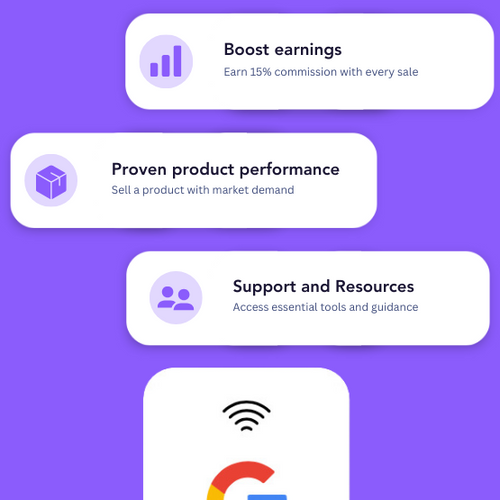 Boost earnings
Earn 15% commission with every sale
Proven product performance
Sell a product with market demand
Support and Resources
Access essential tools and guidance